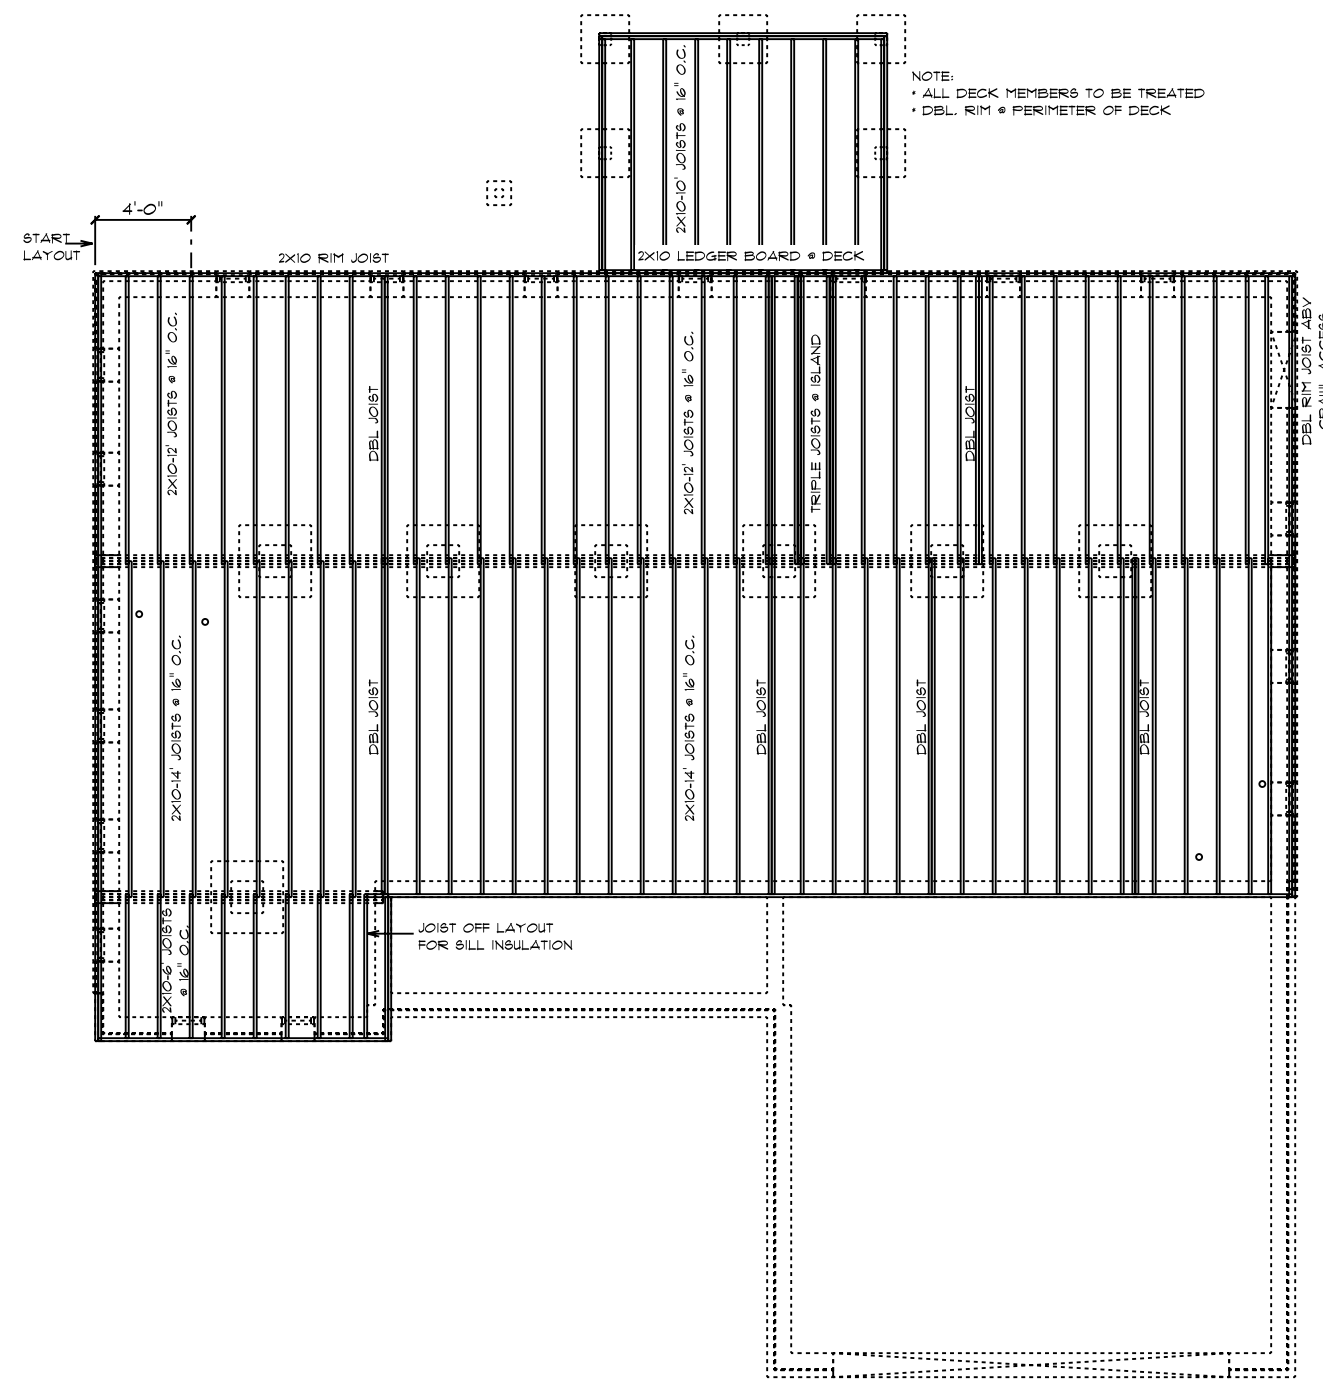 2X10-10' JOISTS @ 16" O.C.
NOTE:
* ALL DECK MEMBERS TO BE TREATED
* DBL. RIM @ PERIMETER OF DECK
4'-0"
START
LAYOUT
2X10 RIM JOIST
2X10 LEDGER BOARD @ DECK
2X10-12' JOISTS @ 16" O.C.
DBL JOIST
2X10-12' JOISTS @ 16" O.C.
TRIPLE JOISTS @ ISLAND
DBL JOIST
DBL RIM JOIST ABV
CRAWL ACCESS
2X10-14' JOISTS @ 16" O.C.
DBL JOIST
2X10-14' JOISTS @ 16" O.C.
DBL JOIST
DBL JOIST
DBL JOIST
2X10-6' JOISTS
@ 16" O.C.
JOIST OFF LAYOUT
FOR SILL INSULATION